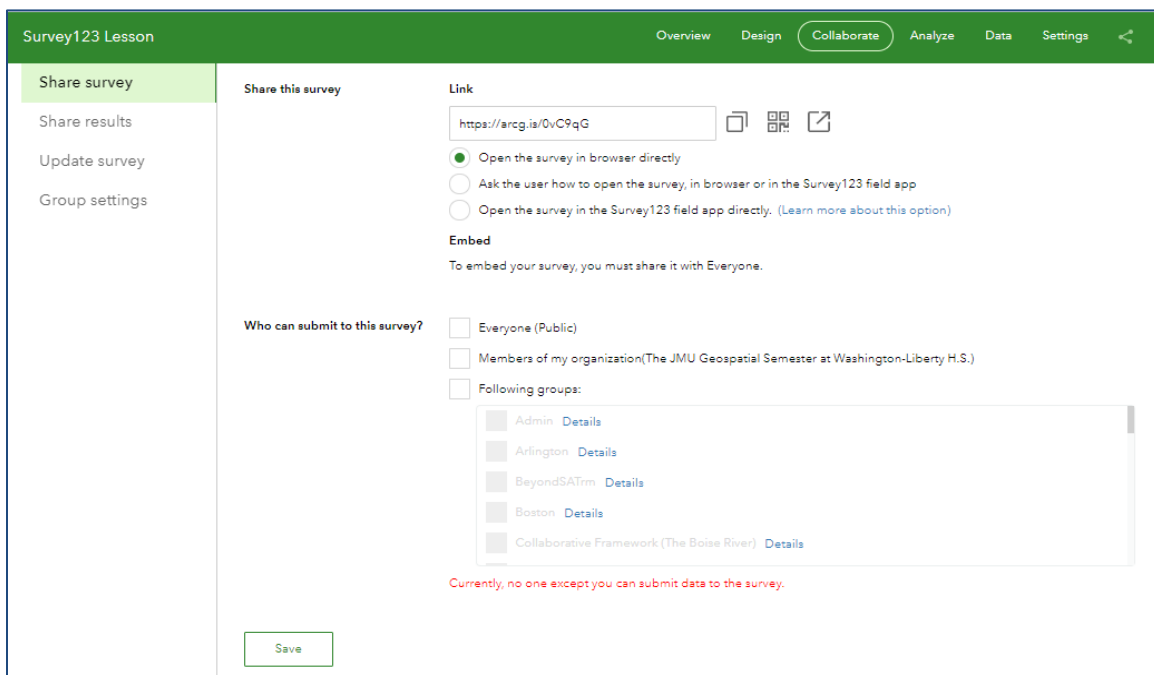 Survey123 Lesson
Overview Design Collaborate Analyze Data Settings
Share survey
Share results
Update survey
Group settings
Share this survey
Link
https://arcg.is/0vC9qG
Open the survey in browser directly
Ask the user how to open the survey, in browser or in the Survey123 field app
Open the survey in the Survey123 field app directly. (Learn more about this option)
Embed
To embed your survey, you must share it with Everyone.
Who can submit to this survey?
Everyone (Public)
Members of my organization(The JMU Geospatial Semester at Washington-Liberty H.S.)
Following groups:
Admin Details
Arlington Details
BeyondSATrm Details
Boston Details
Collaborative Framework (The Boise River) Details
Currently, no one except you can submit data to the survey.
Save